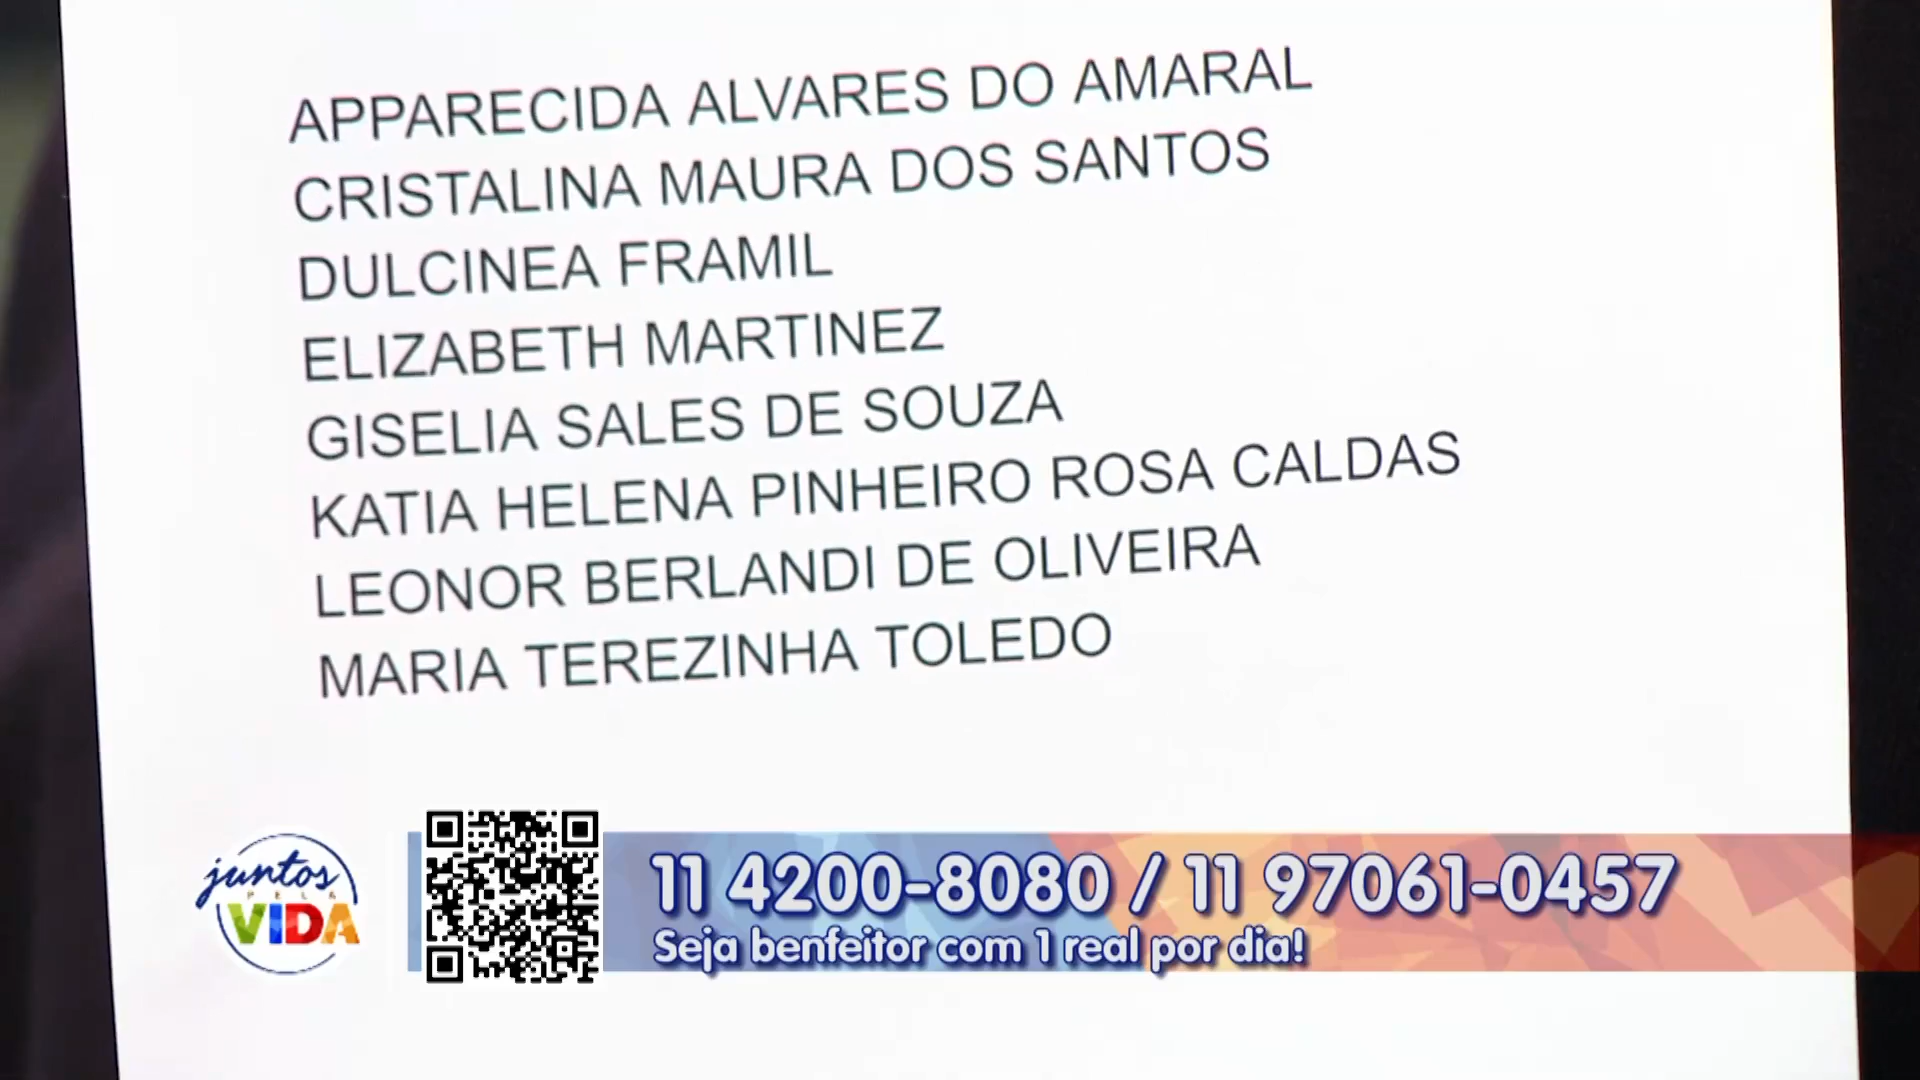 APPARECIDA ALVARES DO AMARAL
CRISTALINA MAURA DOS SANTOS
DULCINEA FRAMIL
ELIZABETH MARTINEZ
GISELIA SALES DE SOUZA
KATIA HELENA PINHEIRO ROSA CALDAS
LEONOR BERLANDI DE OLIVEIRA
MARIA TEREZINHA TOLEDO
juntos
PELA
VIDA
11 4200-8080 / 11 97061-0457
Seja benfeitor com 1 real por dia!